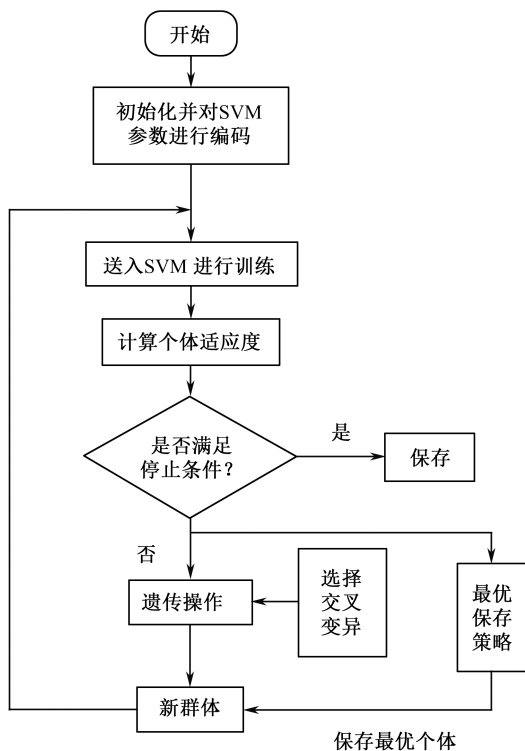 开始
初始化并对SVM
参数进行编码
送入SVM 进行训练
计算个体适应度
是否满足
停止条件？
是
保存
否
遗传操作
选择
交叉
变异
最优
保存
策略
新群体
保存最优个体